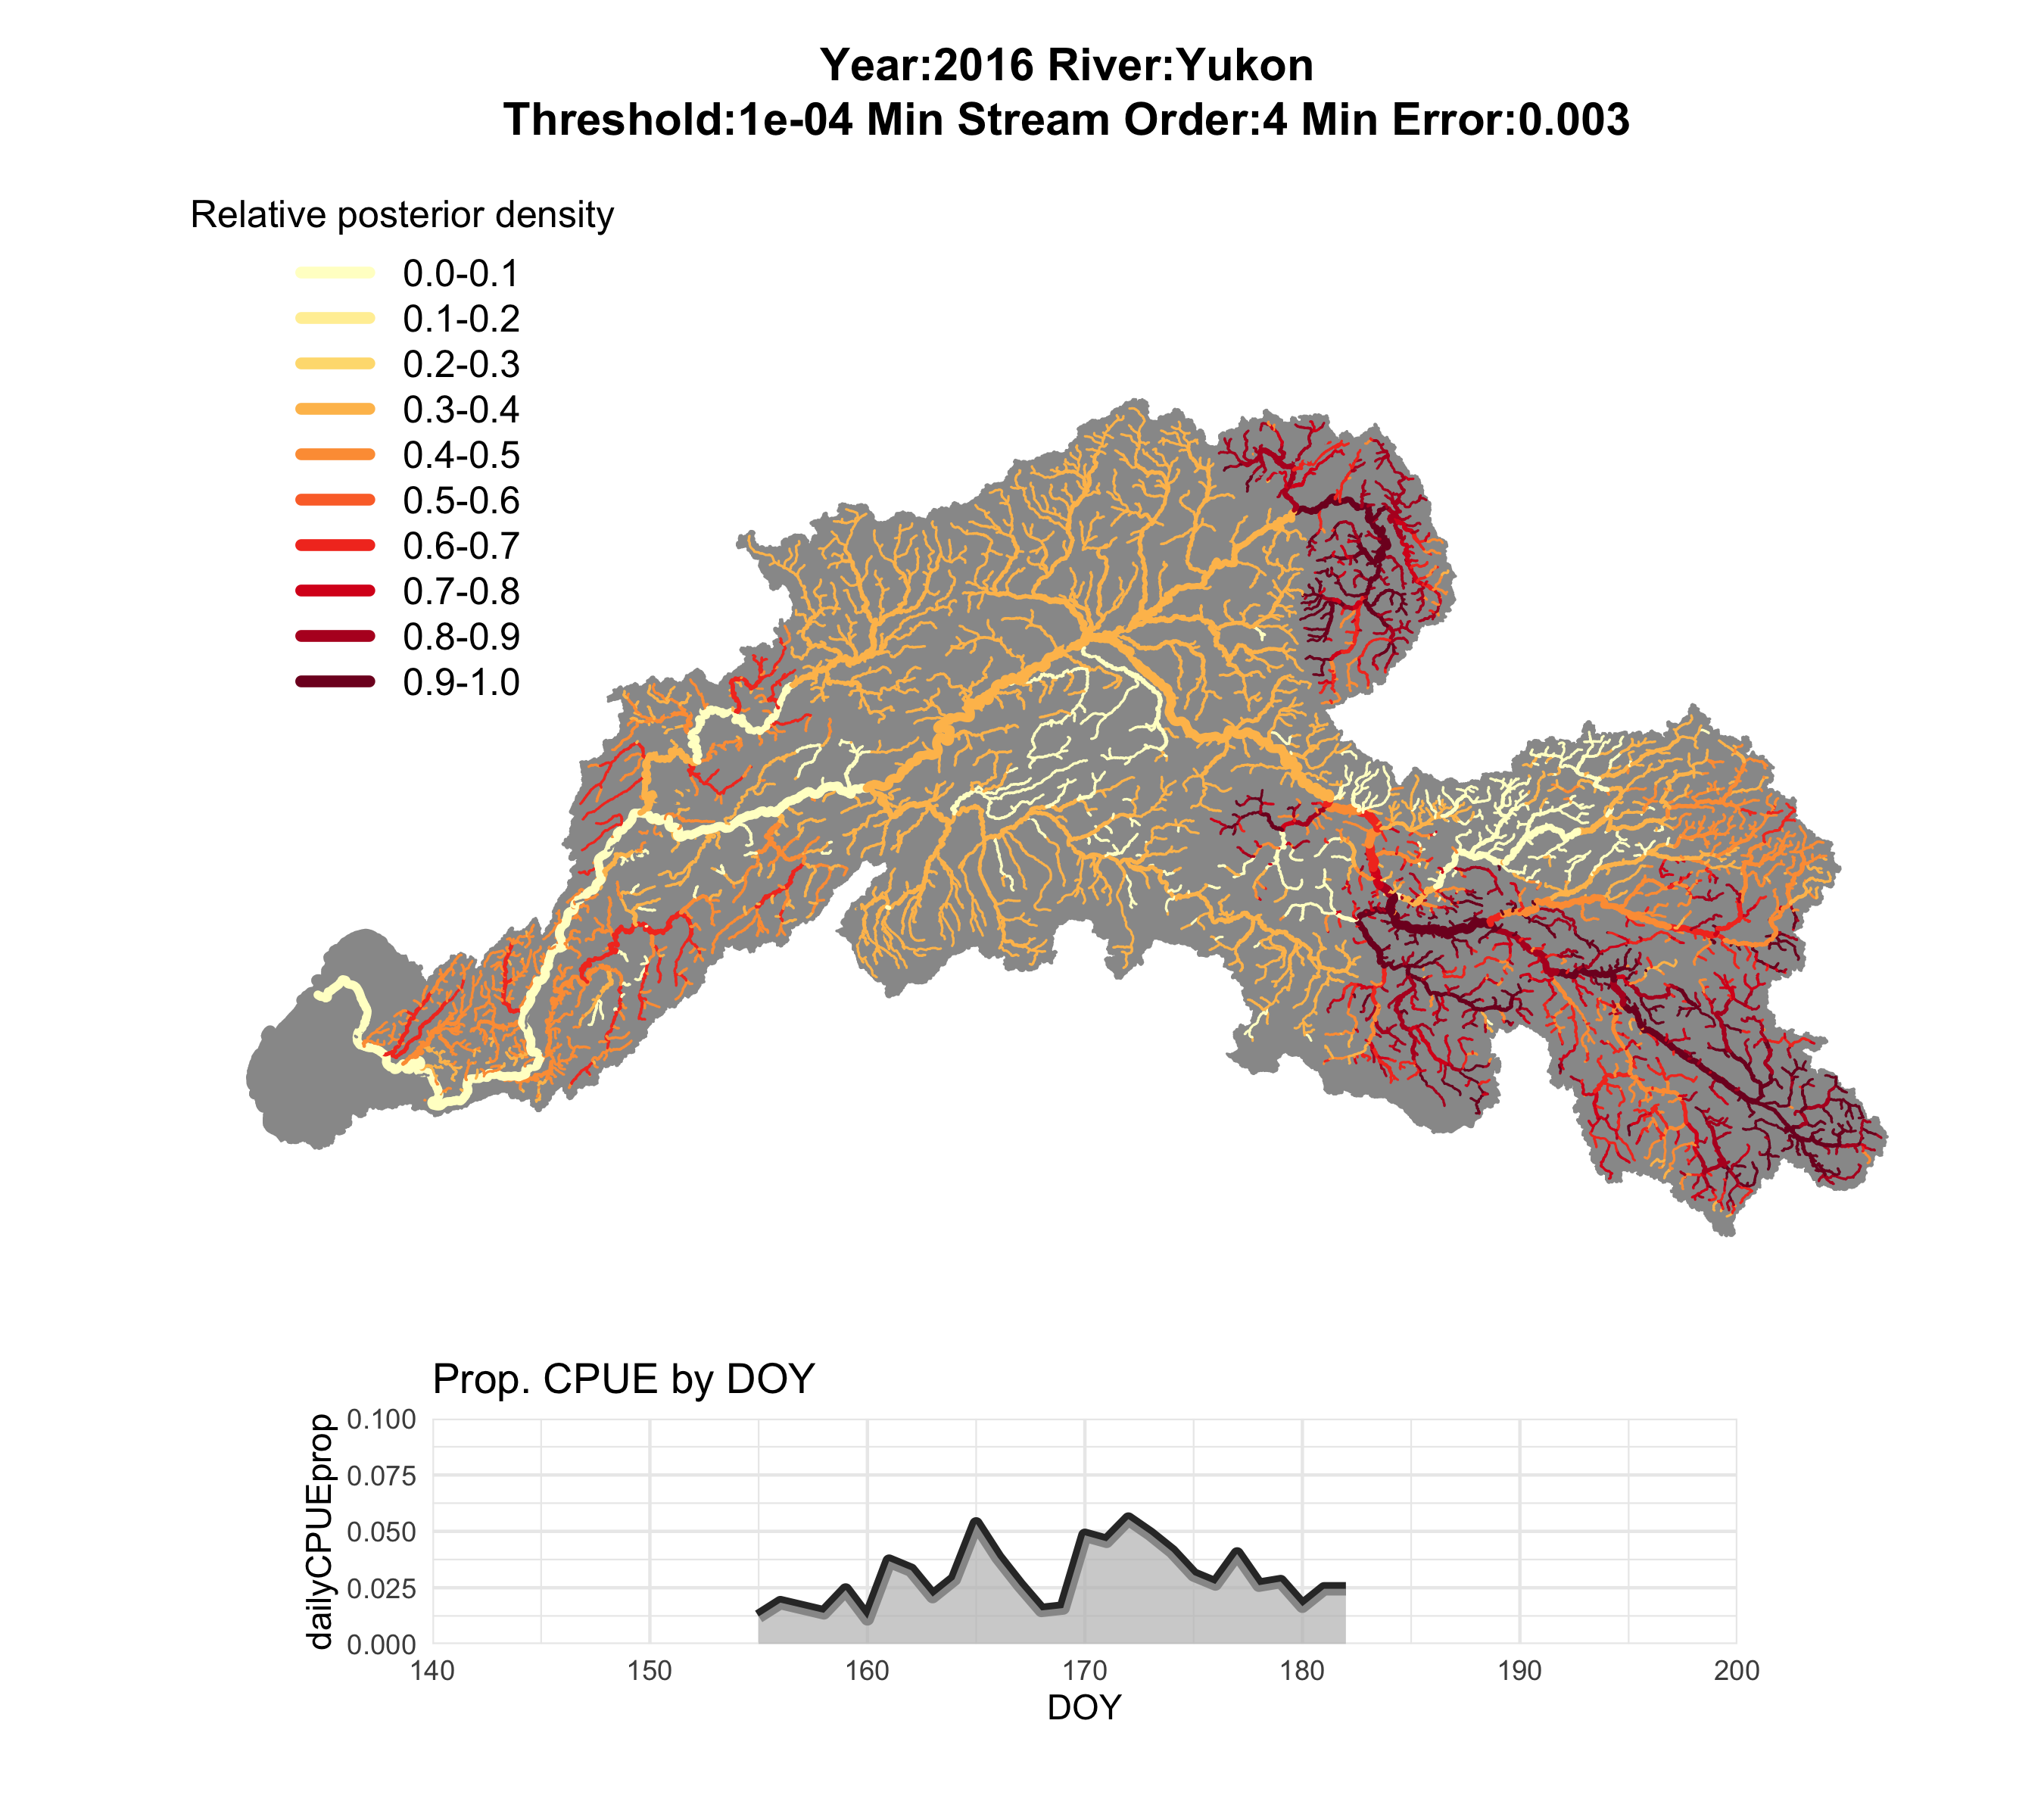 Year:2016 River:Yukon
Threshold:1e-04 Min Stream Order:4 Min Error:0.003
Relative posterior density
0.0-0.1
0.1-0.2
0.2-0.3
0.3-0.4
0.4-0.5
0.5-0.6
0.6-0.7
0.7-0.8
0.8-0.9
0.9-1.0
Prop. CPUE by DOY
dailyCPUEprop
0.100
0.075
0.050
0.025
0.000
140 150 160 170 180 190 200
DOY